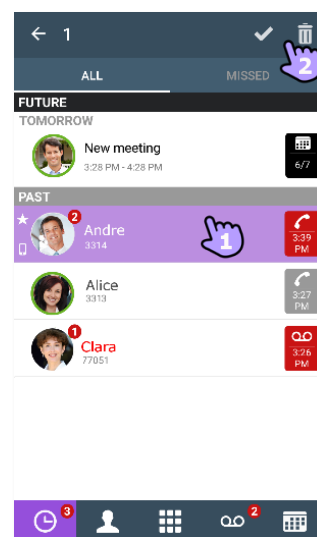 1
2
ALL MISSED
FUTURE
TOMORROW
New meeting
3:28 PM - 4:28 PM
6/7
PAST
2
Andre
3314
1
3:39
PM
Alice
3313
3:27
PM
1
Clara
77051
3:26
PM
3
2